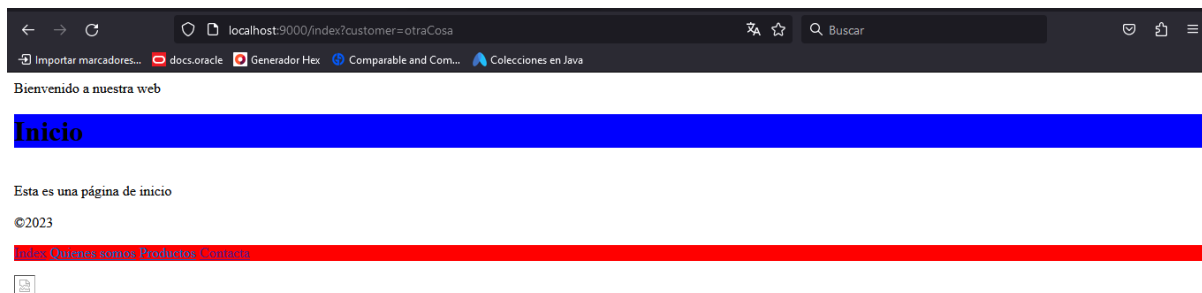 localhost:9000/index?customer=otraCosa
Buscar
Importar marcadores... docs.oracle Generador Hex Comparable and Com... Colecciones en Java
Bienvenido a nuestra web
Inicio
Esta es una página de inicio
©2023
Index Quienes somos Productos Contacta